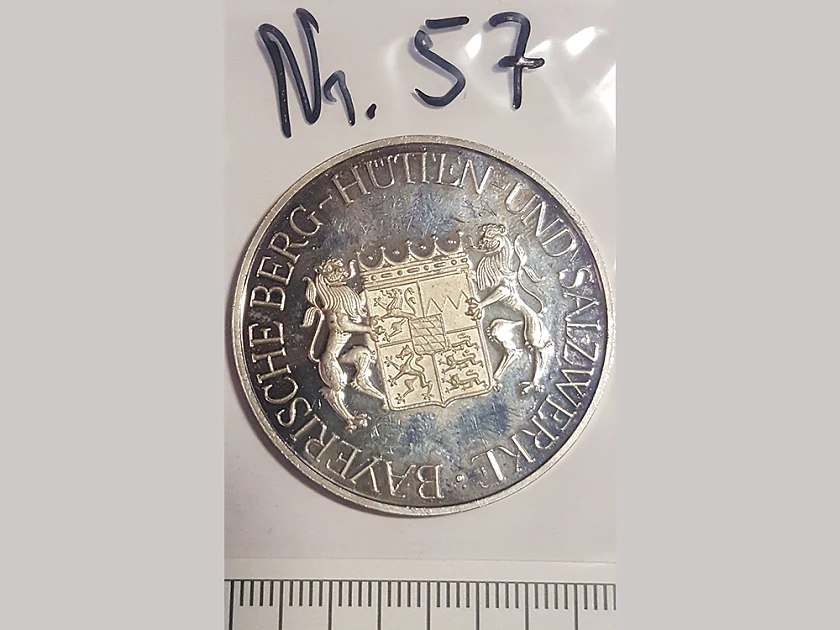 Nr. 57
BAYERISCHE BERG-HÜTTEN-UND-SALZWERKE·